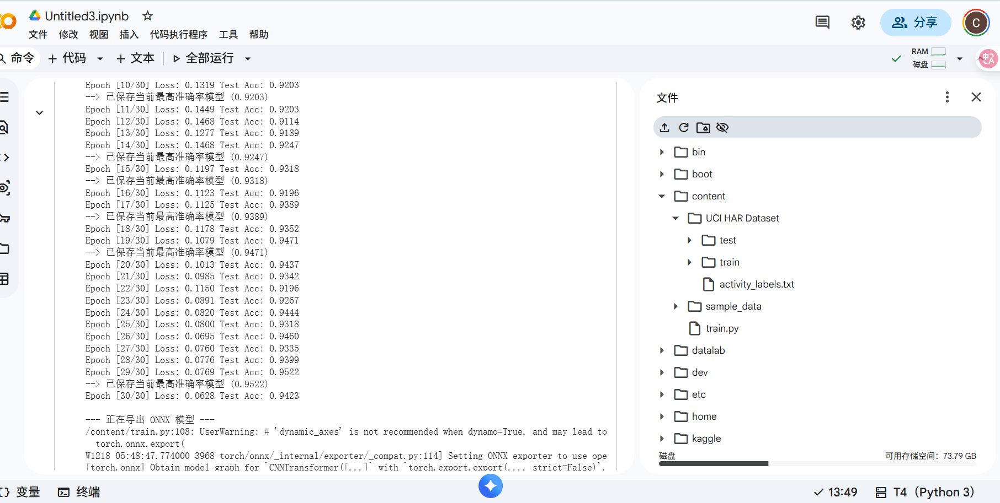 Untitled3.ipynb
文件 修改 视图 插入 代码执行程序 工具 帮助
分享
C
命令 + 代码 + 文本 全部运行
RAM
磁盘
Epoch [10/30] Loss: 0.1319 Test Acc: 0.9203
--> 已保存当前最高准确率模型 (0.9203)
Epoch [11/30] Loss: 0.1449 Test Acc: 0.9203
Epoch [12/30] Loss: 0.1468 Test Acc: 0.9114
Epoch [13/30] Loss: 0.1277 Test Acc: 0.9189
Epoch [14/30] Loss: 0.1468 Test Acc: 0.9247
--> 已保存当前最高准确率模型 (0.9247)
Epoch [15/30] Loss: 0.1197 Test Acc: 0.9318
--> 已保存当前最高准确率模型 (0.9318)
Epoch [16/30] Loss: 0.1123 Test Acc: 0.9196
Epoch [17/30] Loss: 0.1125 Test Acc: 0.9389
--> 已保存当前最高准确率模型 (0.9389)
Epoch [18/30] Loss: 0.1178 Test Acc: 0.9352
Epoch [19/30] Loss: 0.1079 Test Acc: 0.9471
--> 已保存当前最高准确率模型 (0.9471)
Epoch [20/30] Loss: 0.1013 Test Acc: 0.9437
Epoch [21/30] Loss: 0.0985 Test Acc: 0.9342
Epoch [22/30] Loss: 0.1150 Test Acc: 0.9196
Epoch [23/30] Loss: 0.0891 Test Acc: 0.9267
Epoch [24/30] Loss: 0.0820 Test Acc: 0.9444
Epoch [25/30] Loss: 0.0800 Test Acc: 0.9318
Epoch [26/30] Loss: 0.0695 Test Acc: 0.9460
Epoch [27/30] Loss: 0.0760 Test Acc: 0.9335
Epoch [28/30] Loss: 0.0776 Test Acc: 0.9399
Epoch [29/30] Loss: 0.0769 Test Acc: 0.9522
--> 已保存当前最高准确率模型 (0.9522)
Epoch [30/30] Loss: 0.0628 Test Acc: 0.9423
--- 正在导出 ONNX 模型 ---
/content/train.py:108: UserWarning: # 'dynamic_axes' is not recommended when dynamo=True, and may lead to
torch.onnx.export(
W1218 05:48:47.774000 3968 torch/onnx/_internal/exporter/_compat.py:114] Setting ONNX exporter to use ope
[torch.onnx] Obtain model graph for `CNNTransformer([...]` with `torch.export.export(..., strict=False)`.
文件
bin
boot
content
UCI HAR Dataset
test
train
activity_labels.txt
sample_data
train.py
datalab
dev
etc
home
kaggle
磁盘 可用存储空间：73.79 GB
变量 终端
13:49 T4（Python 3）